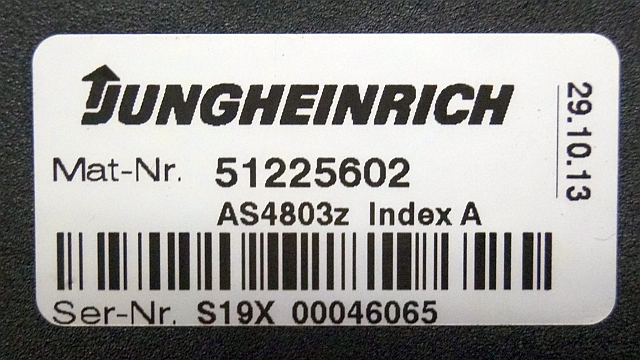 JUNGHEINRICH
Mat-Nr. 51225602
AS4803z Index A
Ser-Nr. S19X 00046065
29.10.13